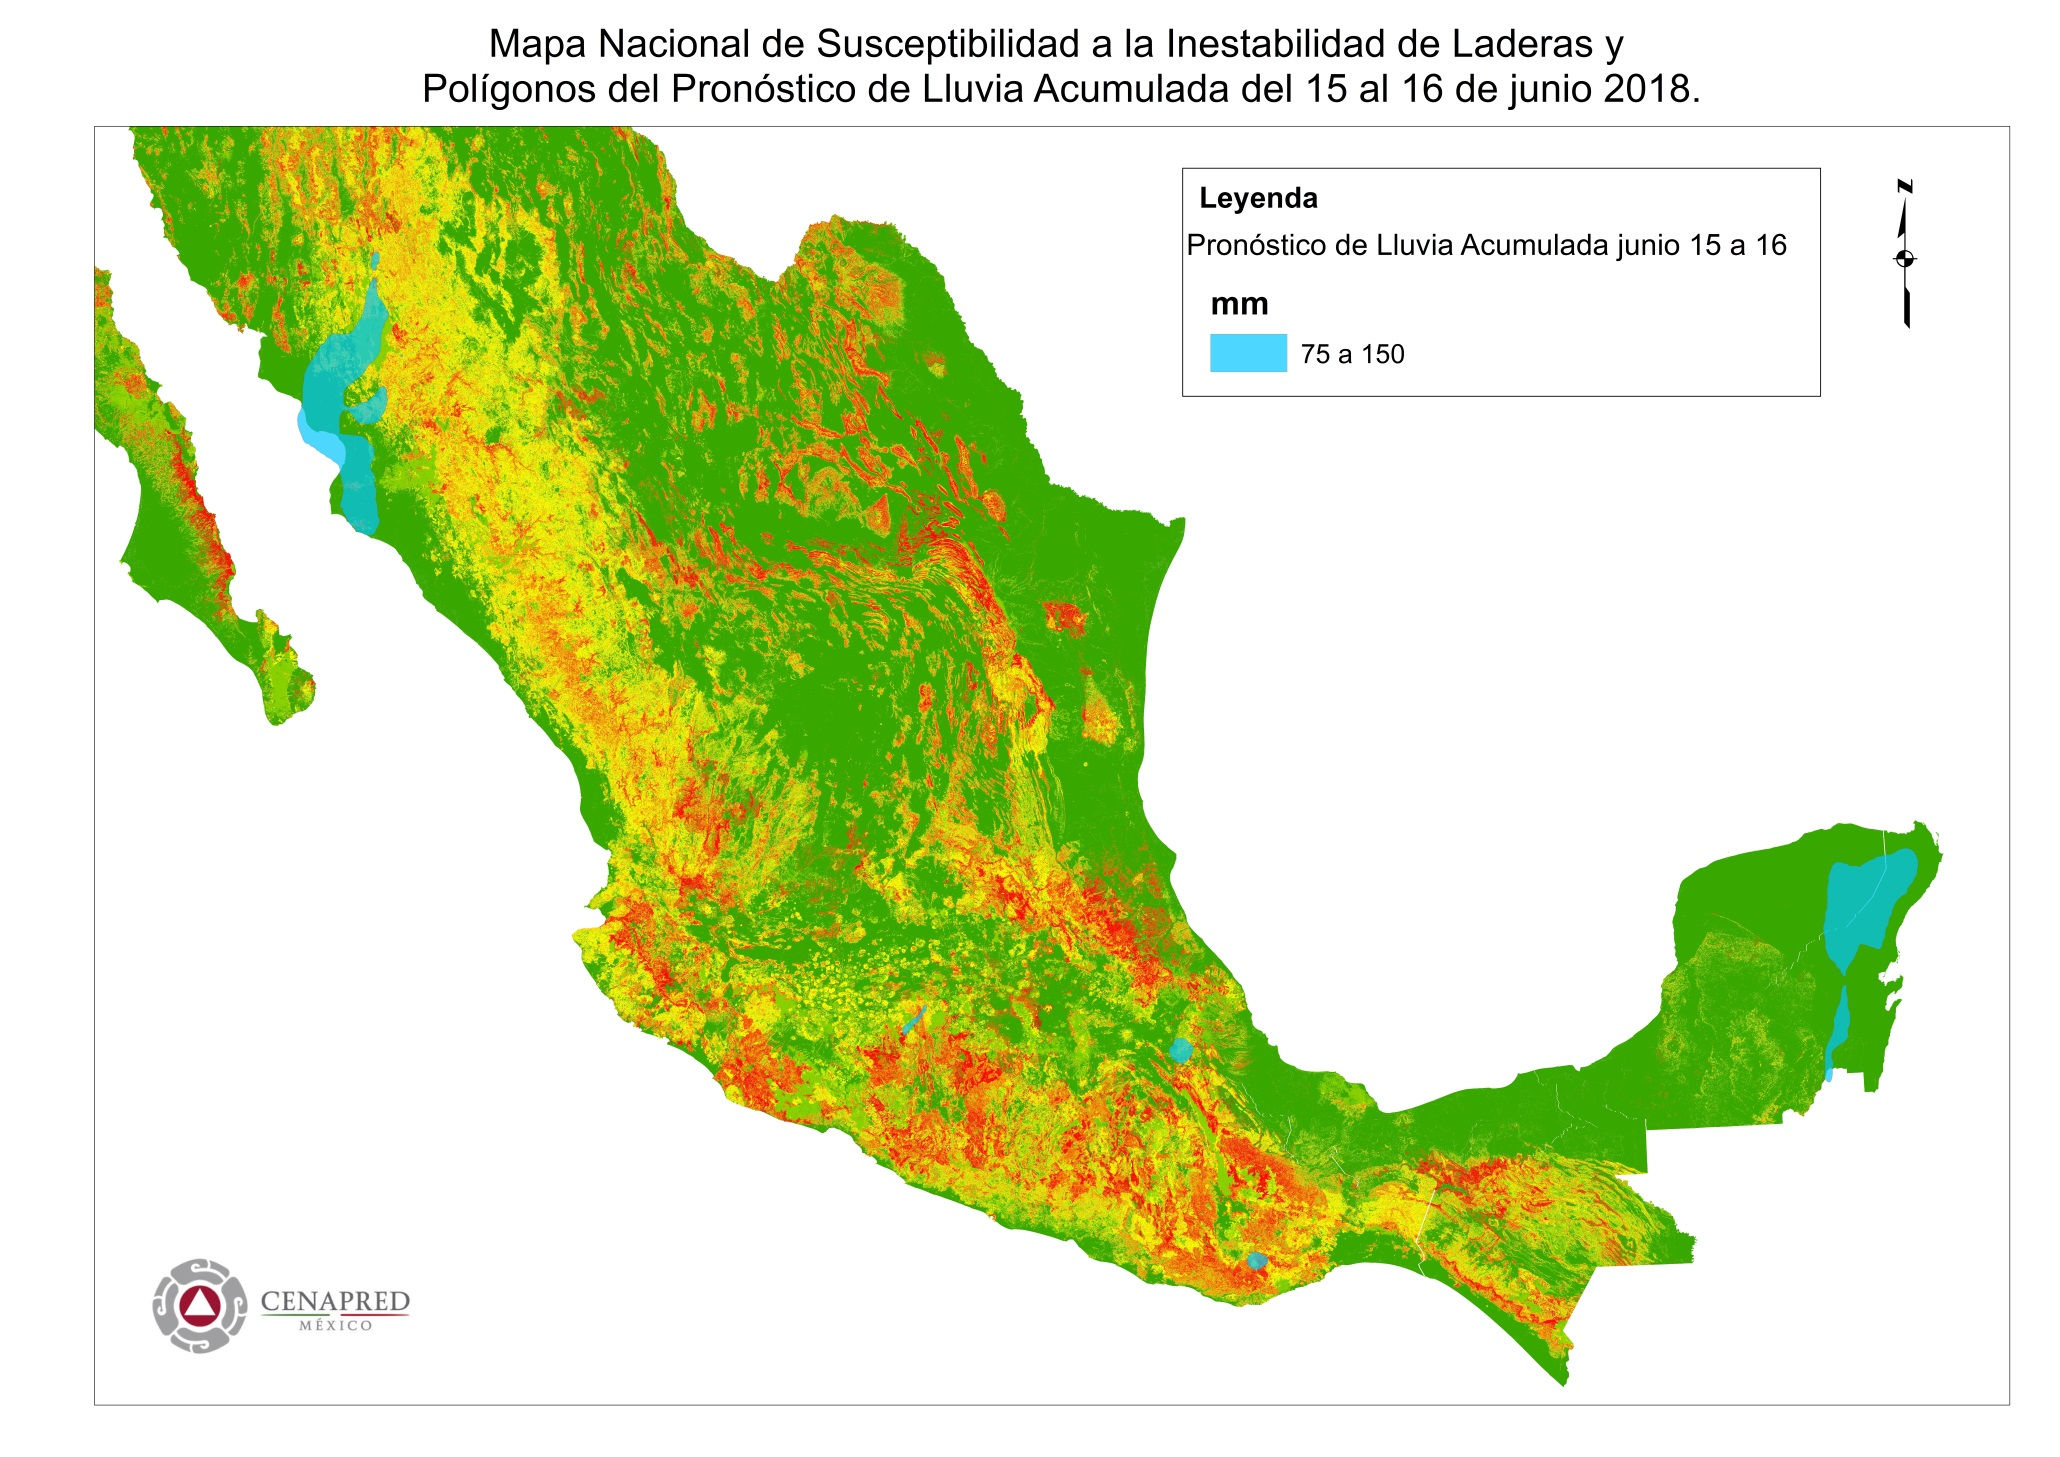 Mapa Nacional de Susceptibilidad a la Inestabilidad de Laderas y
Polígonos del Pronóstico de Lluvia Acumulada del 15 al 16 de junio 2018.
Leyenda
Pronóstico de Lluvia Acumulada junio 15 a 16
mm
75 a 150
N
CENAPRED
MÉXICO